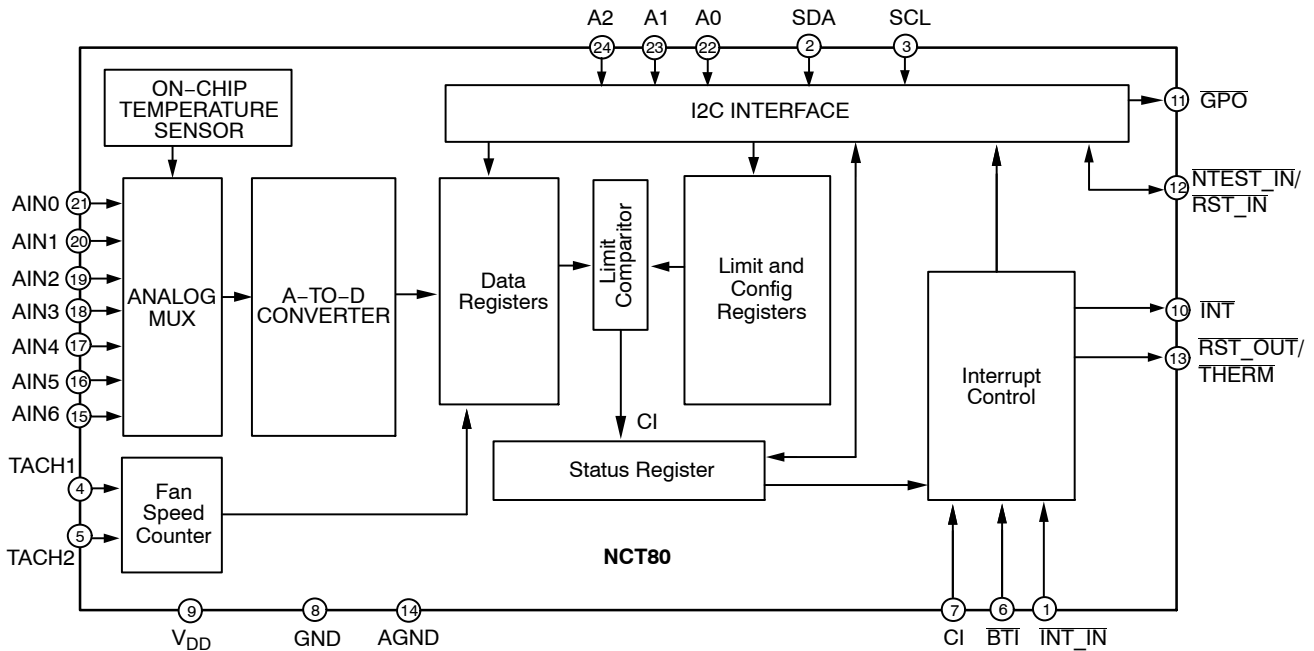 A2 A1 A0 SDA SCL
24 23 22 2 3
ON−CHIP
TEMPERATURE
SENSOR
I2C INTERFACE
11 GPO
12 NTEST_IN/
RST_IN
AIN0 21
AIN1 20
AIN2 19
AIN3 18
AIN4 17
AIN5 16
AIN6 15
ANALOG
MUX
A−TO−D
CONVERTER
Data
Registers
Limit
Comparitor
Limit and
Config
Registers
10 INT
13 RST_OUT/
THERM
Interrupt
Control
CI
Status Register
TACH1
4
5
TACH2
Fan
Speed
Counter
NCT80
9 8 14 7 6 1
VDD GND AGND CI BTI INT_IN